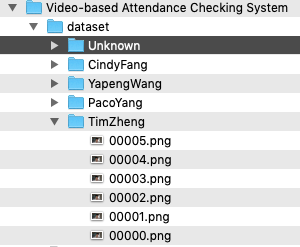 Video-based Attendance Checking System
dataset
Unknown
CindyFang
YapengWang
PacoYang
TimZheng
00005.png
00004.png
00003.png
00002.png
00001.png
00000.png